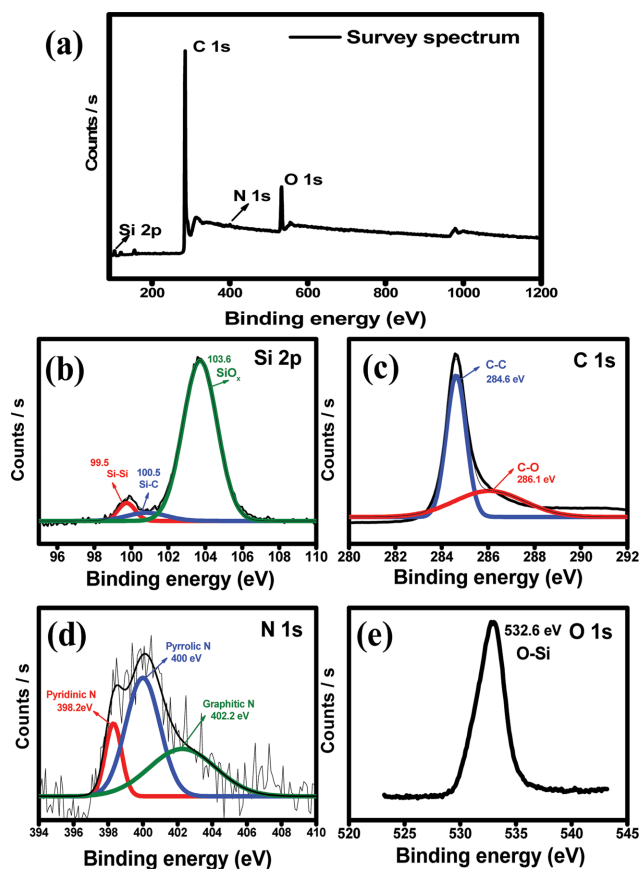 (a)
Survey spectrum
C 1s
O 1s
N 1s
Si 2p
Counts / s
200 400 600 800 1000 1200
Binding energy (eV)
(b)
Si 2p
103.6
SiOx
99.5
Si-Si
100.5
Si-C
Counts / s
96 98 100 102 104 106 108 110
Binding energy (eV)
(c)
C 1s
C-C
284.6 eV
C-O
286.1 eV
Counts / s
280 282 284 286 288 290 292
Binding energy (eV)
(d)
N 1s
Pyrrolic N
400 eV
Pyridinic N
398.2eV
Graphitic N
402.2 eV
Counts / s
394 396 398 400 402 404 406 408 410
Binding energy (eV)
(e)
532.6 eV O 1s
O-Si
Counts / s
520 525 530 535 540 545
Binding energy (eV)